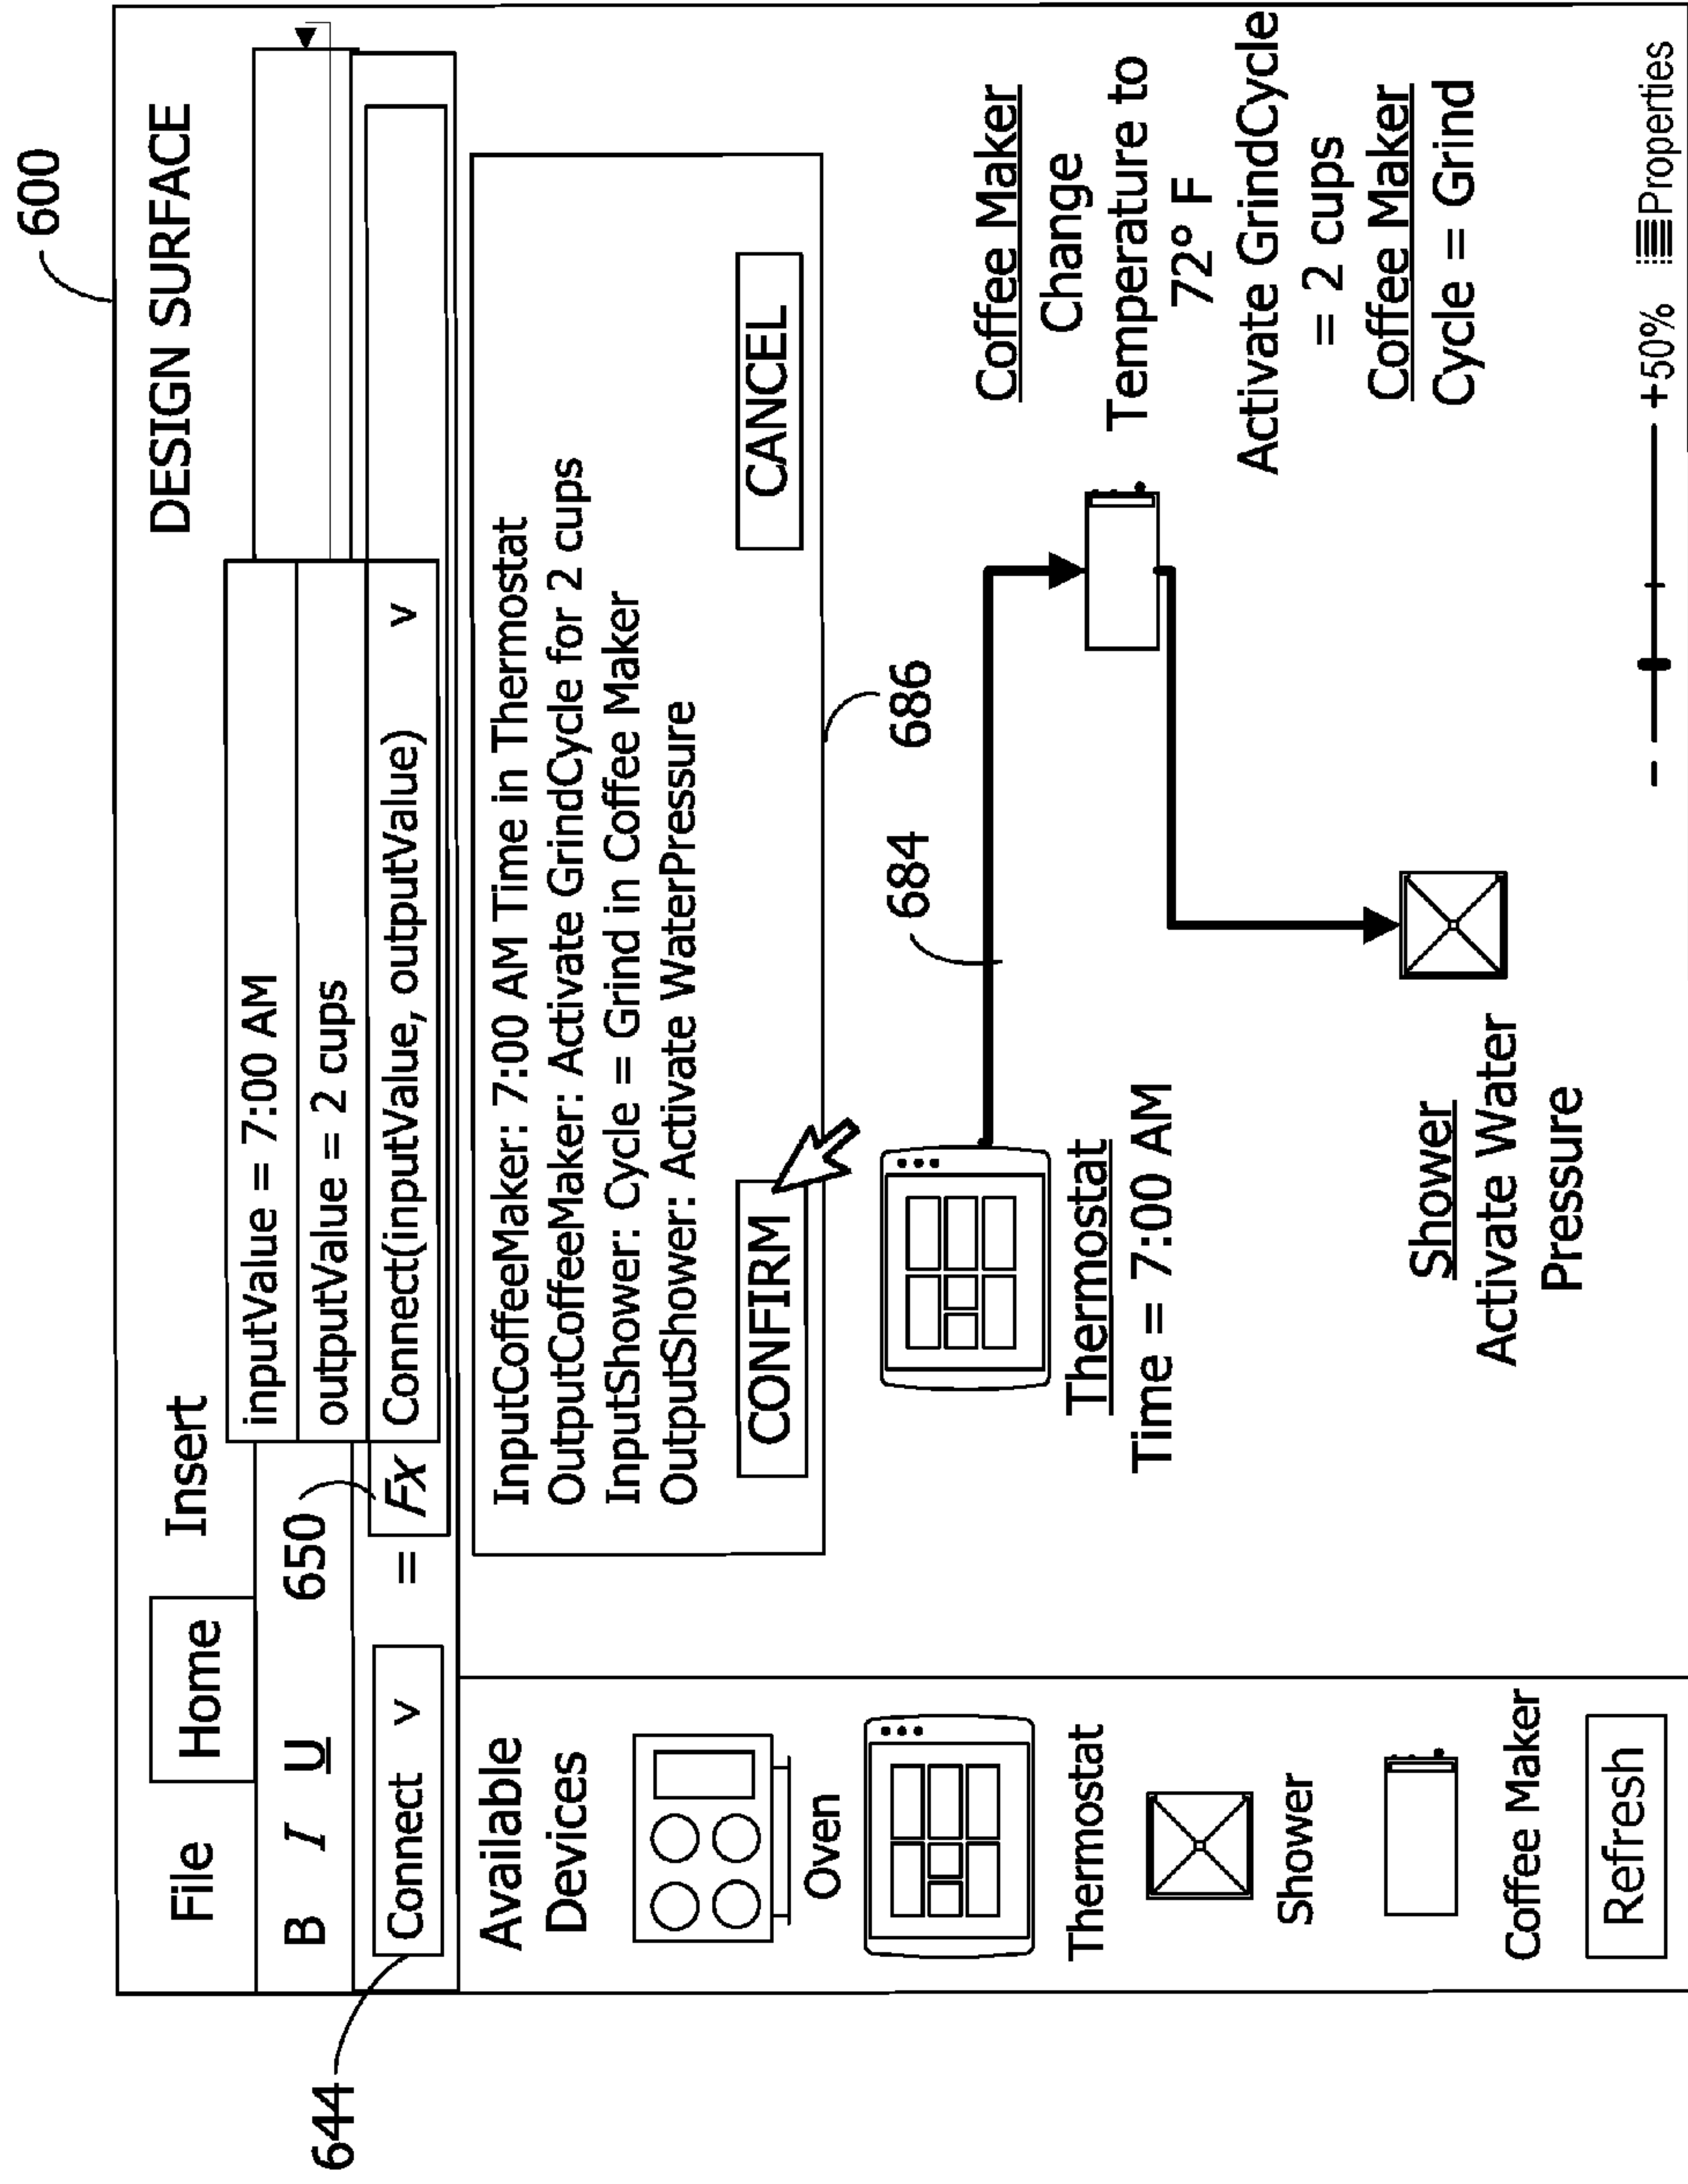 600
DESIGN SURFACE
File
Home
Insert
B I U
650
inputValue = 7:00 AM
outputValue = 2 cups
644
Connect v
=
Fx
Connect(inputValue, outputValue) v
Available
Devices
Oven
Thermostat
Shower
Coffee Maker
Refresh
InputCoffeeMaker: 7:00 AM Time in Thermostat
OutputCoffeeMaker: Activate GrindCycle for 2 cups
InputShower: Cycle = Grind in Coffee Maker
OutputShower: Activate WaterPressure
CONFIRM
CANCEL
686
684
Thermostat
Time = 7:00 AM
Coffee Maker
Change
Temperature to
72° F
Activate GrindCycle
= 2 cups
Coffee Maker
Cycle = Grind
Shower
Activate Water
Pressure
- +50%
Properties